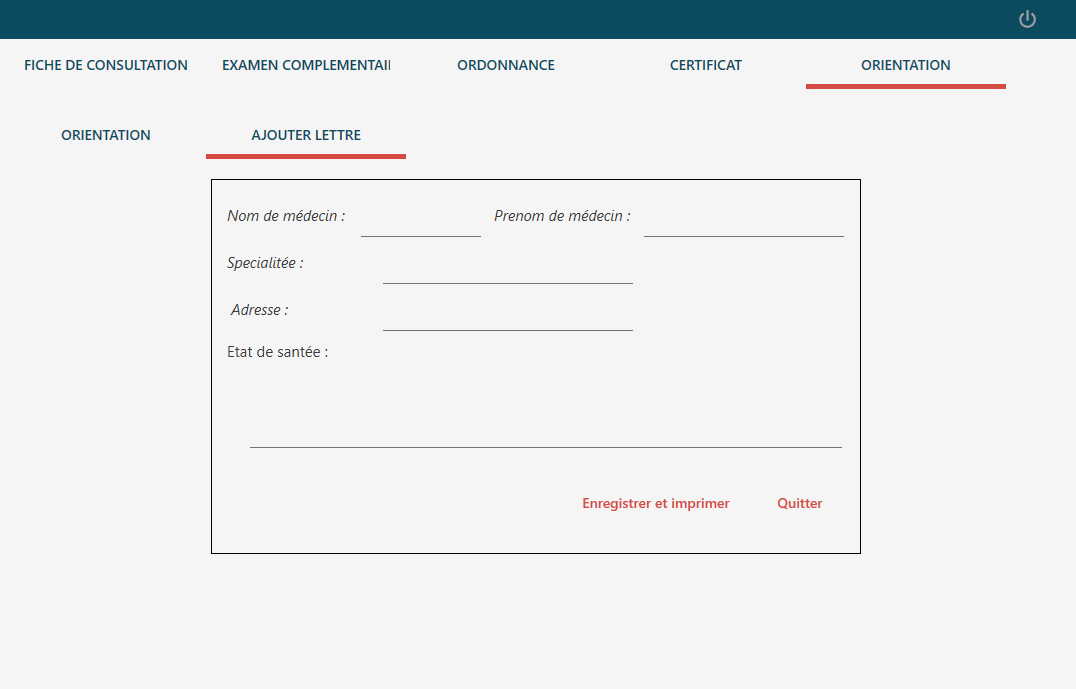 FICHE DE CONSULTATION EXAMEN COMPLEMENTAI ORDONNANCE CERTIFICAT ORIENTATION
ORIENTATION AJOUTER LETTRE
Nom de médecin : Prenom de médecin :
Specialitée :
Adresse :
Etat de santée :
Enregistrer et imprimer Quitter